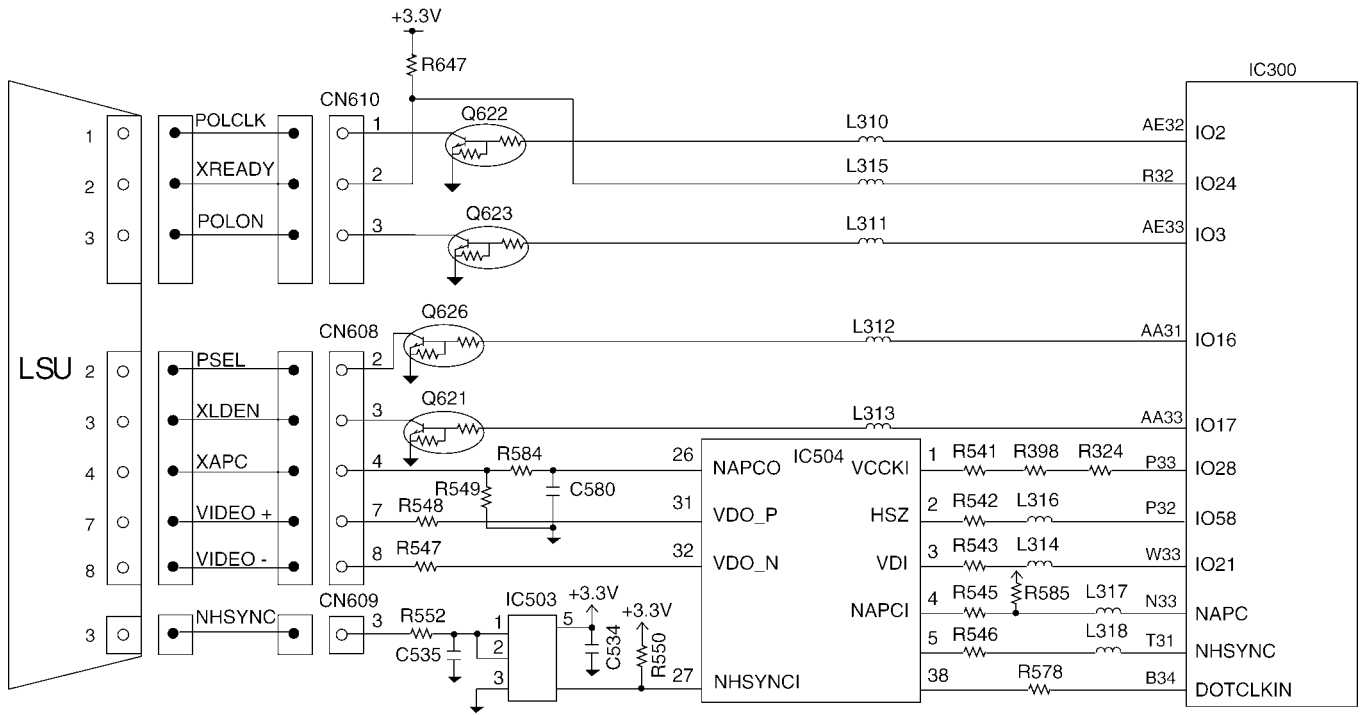 +3.3V
R647
IC300
CN610
Q622
L310
AE32
IO2
1
POLCLK
1
L315
R32
IO24
2
XREADY
2
Q623
L311
AE33
IO3
3
POLON
3
Q626
L312
AA31
IO16
CN608
LSU
2
PSEL
2
Q621
L313
AA33
IO17
3
XLDEN
3
R584
26
NAPCO
IC504
VCCKI
1
R541
R398
R324
P33
IO28
4
XAPC
4
R549
C580
31
VDO_P
HSZ
2
R542
L316
P32
IO58
7
VIDEO +
7
R548
32
VDO_N
VDI
3
R543
L314
W33
IO21
8
VIDEO -
8
R547
NAPCI
4
R545
R585
L317
N33
NAPC
CN609
NHSYNC
3
3
R552
C535
IC503
1
2
3
5
+3.3V
C534
+3.3V
R550
27
NHSYNCI
5
R546
L318
T31
NHSYNC
38
R578
B34
DOTCLKIN